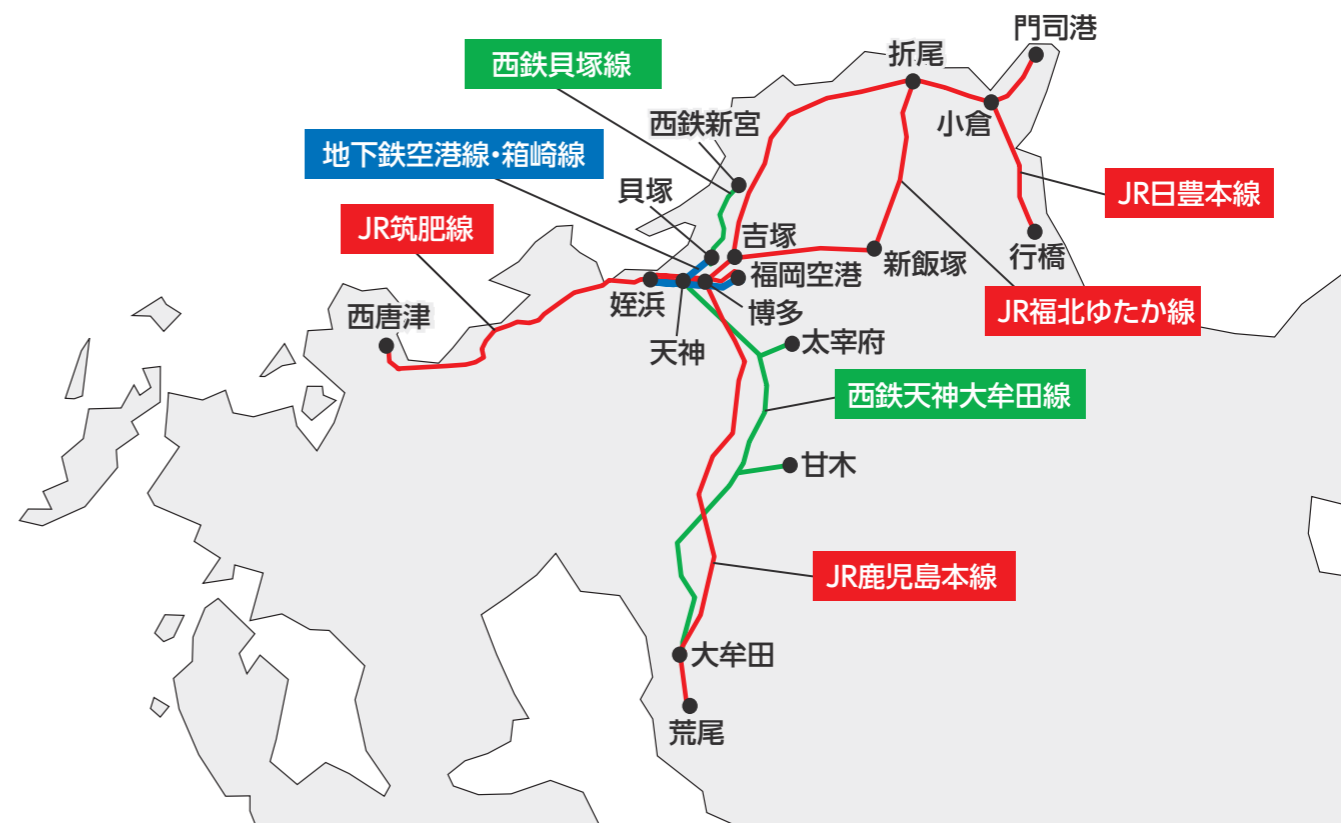 門司港
西鉄貝塚線
折尾
西鉄新宮
小倉
地下鉄空港線・箱崎線
貝塚
JR日豊本線
JR筑肥線
吉塚
新飯塚
行橋
福岡空港
姪浜
博多
JR福北ゆたか線
西唐津
天神
太宰府
西鉄天神大牟田線
甘木
JR鹿児島本線
大牟田
荒尾